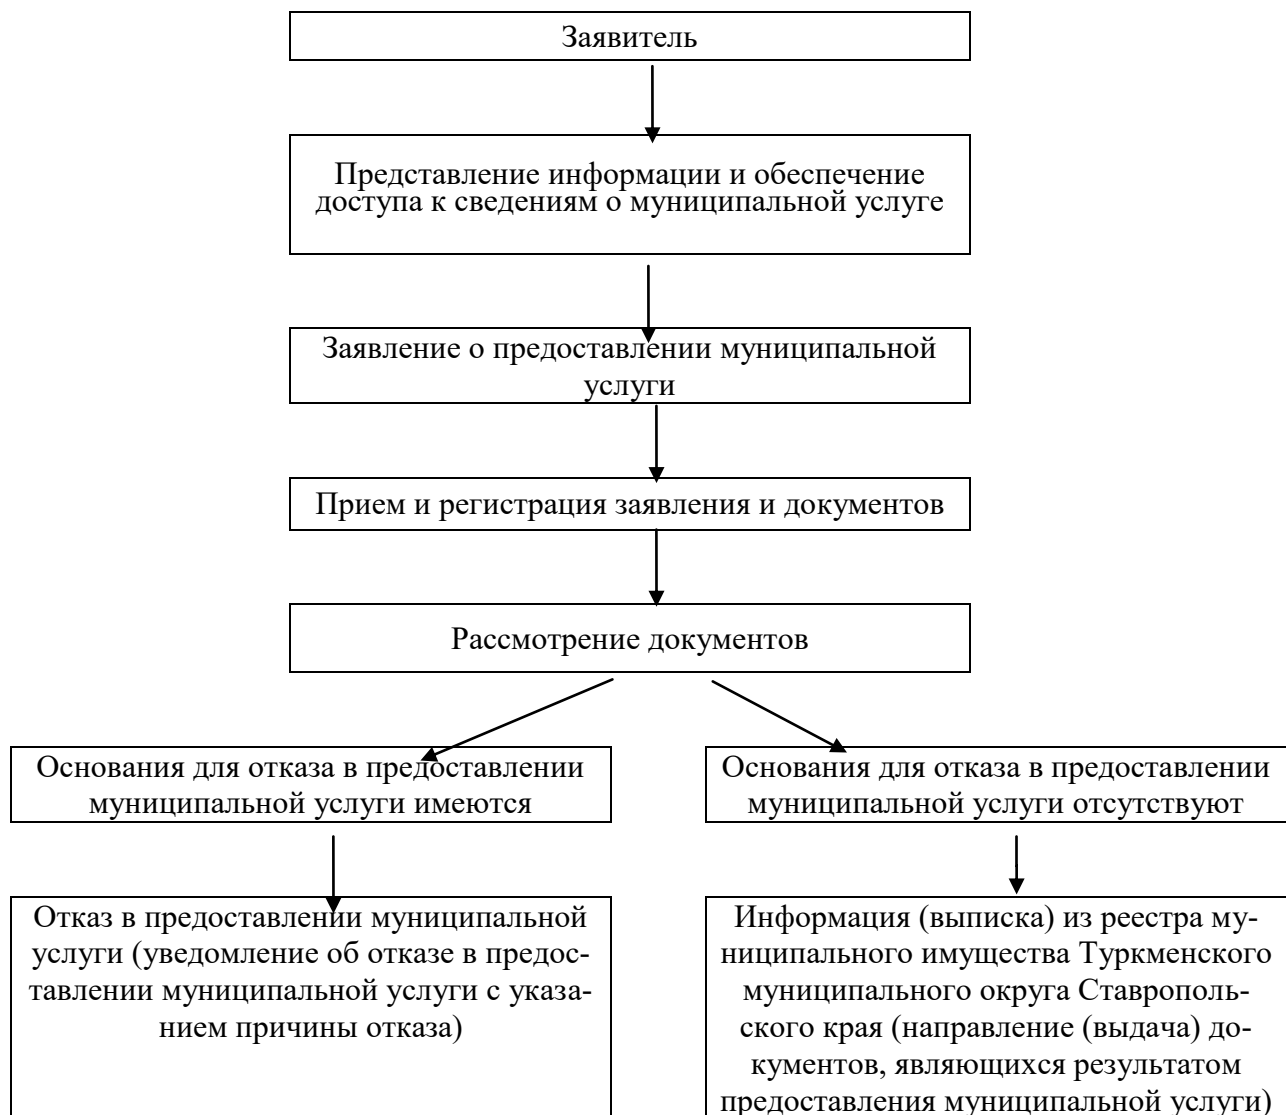 Заявитель
Представление информации и обеспечение
доступа к сведениям о муниципальной услуге
Заявление о предоставлении муниципальной
услуги
Прием и регистрация заявления и документов
Рассмотрение документов
Основания для отказа в предоставлении
муниципальной услуги имеются
Основания для отказа в предоставлении
муниципальной услуги отсутствуют
Отказ в предоставлении муниципальной
услуги (уведомление об отказе в предос-
тавлении муниципальной услуги с указа-
нием причины отказа)
Информация (выписка) из реестра му-
ниципального имущества Туркменского
муниципального округа Ставрополь-
ского края (направление (выдача) до-
кументов, являющихся результатом
предоставления муниципальной услуги)